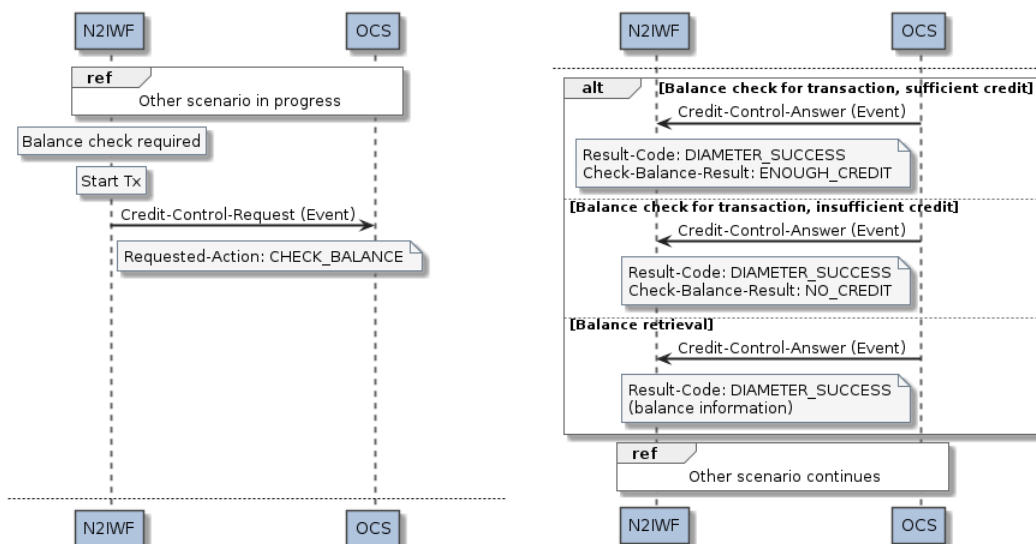 N2IWF
OCS
ref
Other scenario in progress
Balance check required
Start Tx
Credit-Control-Request (Event)
Requested-Action: CHECK_BALANCE
N2IWF
OCS
N2IWF
OCS
alt
[Balance check for transaction, sufficient credit]
Credit-Control-Answer (Event)
Result-Code: DIAMETER_SUCCESS
Check-Balance-Result: ENOUGH_CREDIT
[Balance check for transaction, insufficient credit]
Credit-Control-Answer (Event)
Result-Code: DIAMETER_SUCCESS
Check-Balance-Result: NO_CREDIT
[Balance retrieval]
Credit-Control-Answer (Event)
Result-Code: DIAMETER_SUCCESS
(balance information)
ref
Other scenario continues
N2IWF
OCS